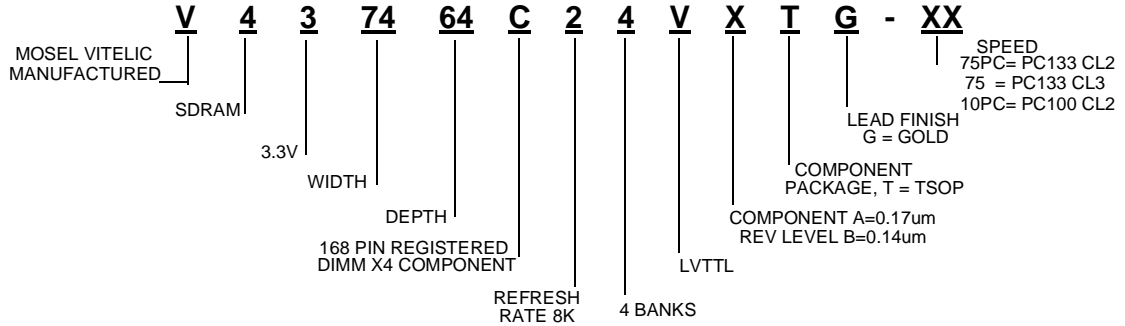 V 4 3 74 64 C 2 4 V X T G - XX
MOSEL VITELIC
MANUFACTURED
SDRAM
3.3V
WIDTH
DEPTH
168 PIN REGISTERED
DIMM X4 COMPONENT
REFRESH
RATE 8K
4 BANKS
LVTTL
COMPONENT A=0.17um
REV LEVEL B=0.14um
COMPONENT
PACKAGE, T = TSOP
LEAD FINISH
G = GOLD
SPEED
75PC= PC133 CL2
75 = PC133 CL3
10PC= PC100 CL2